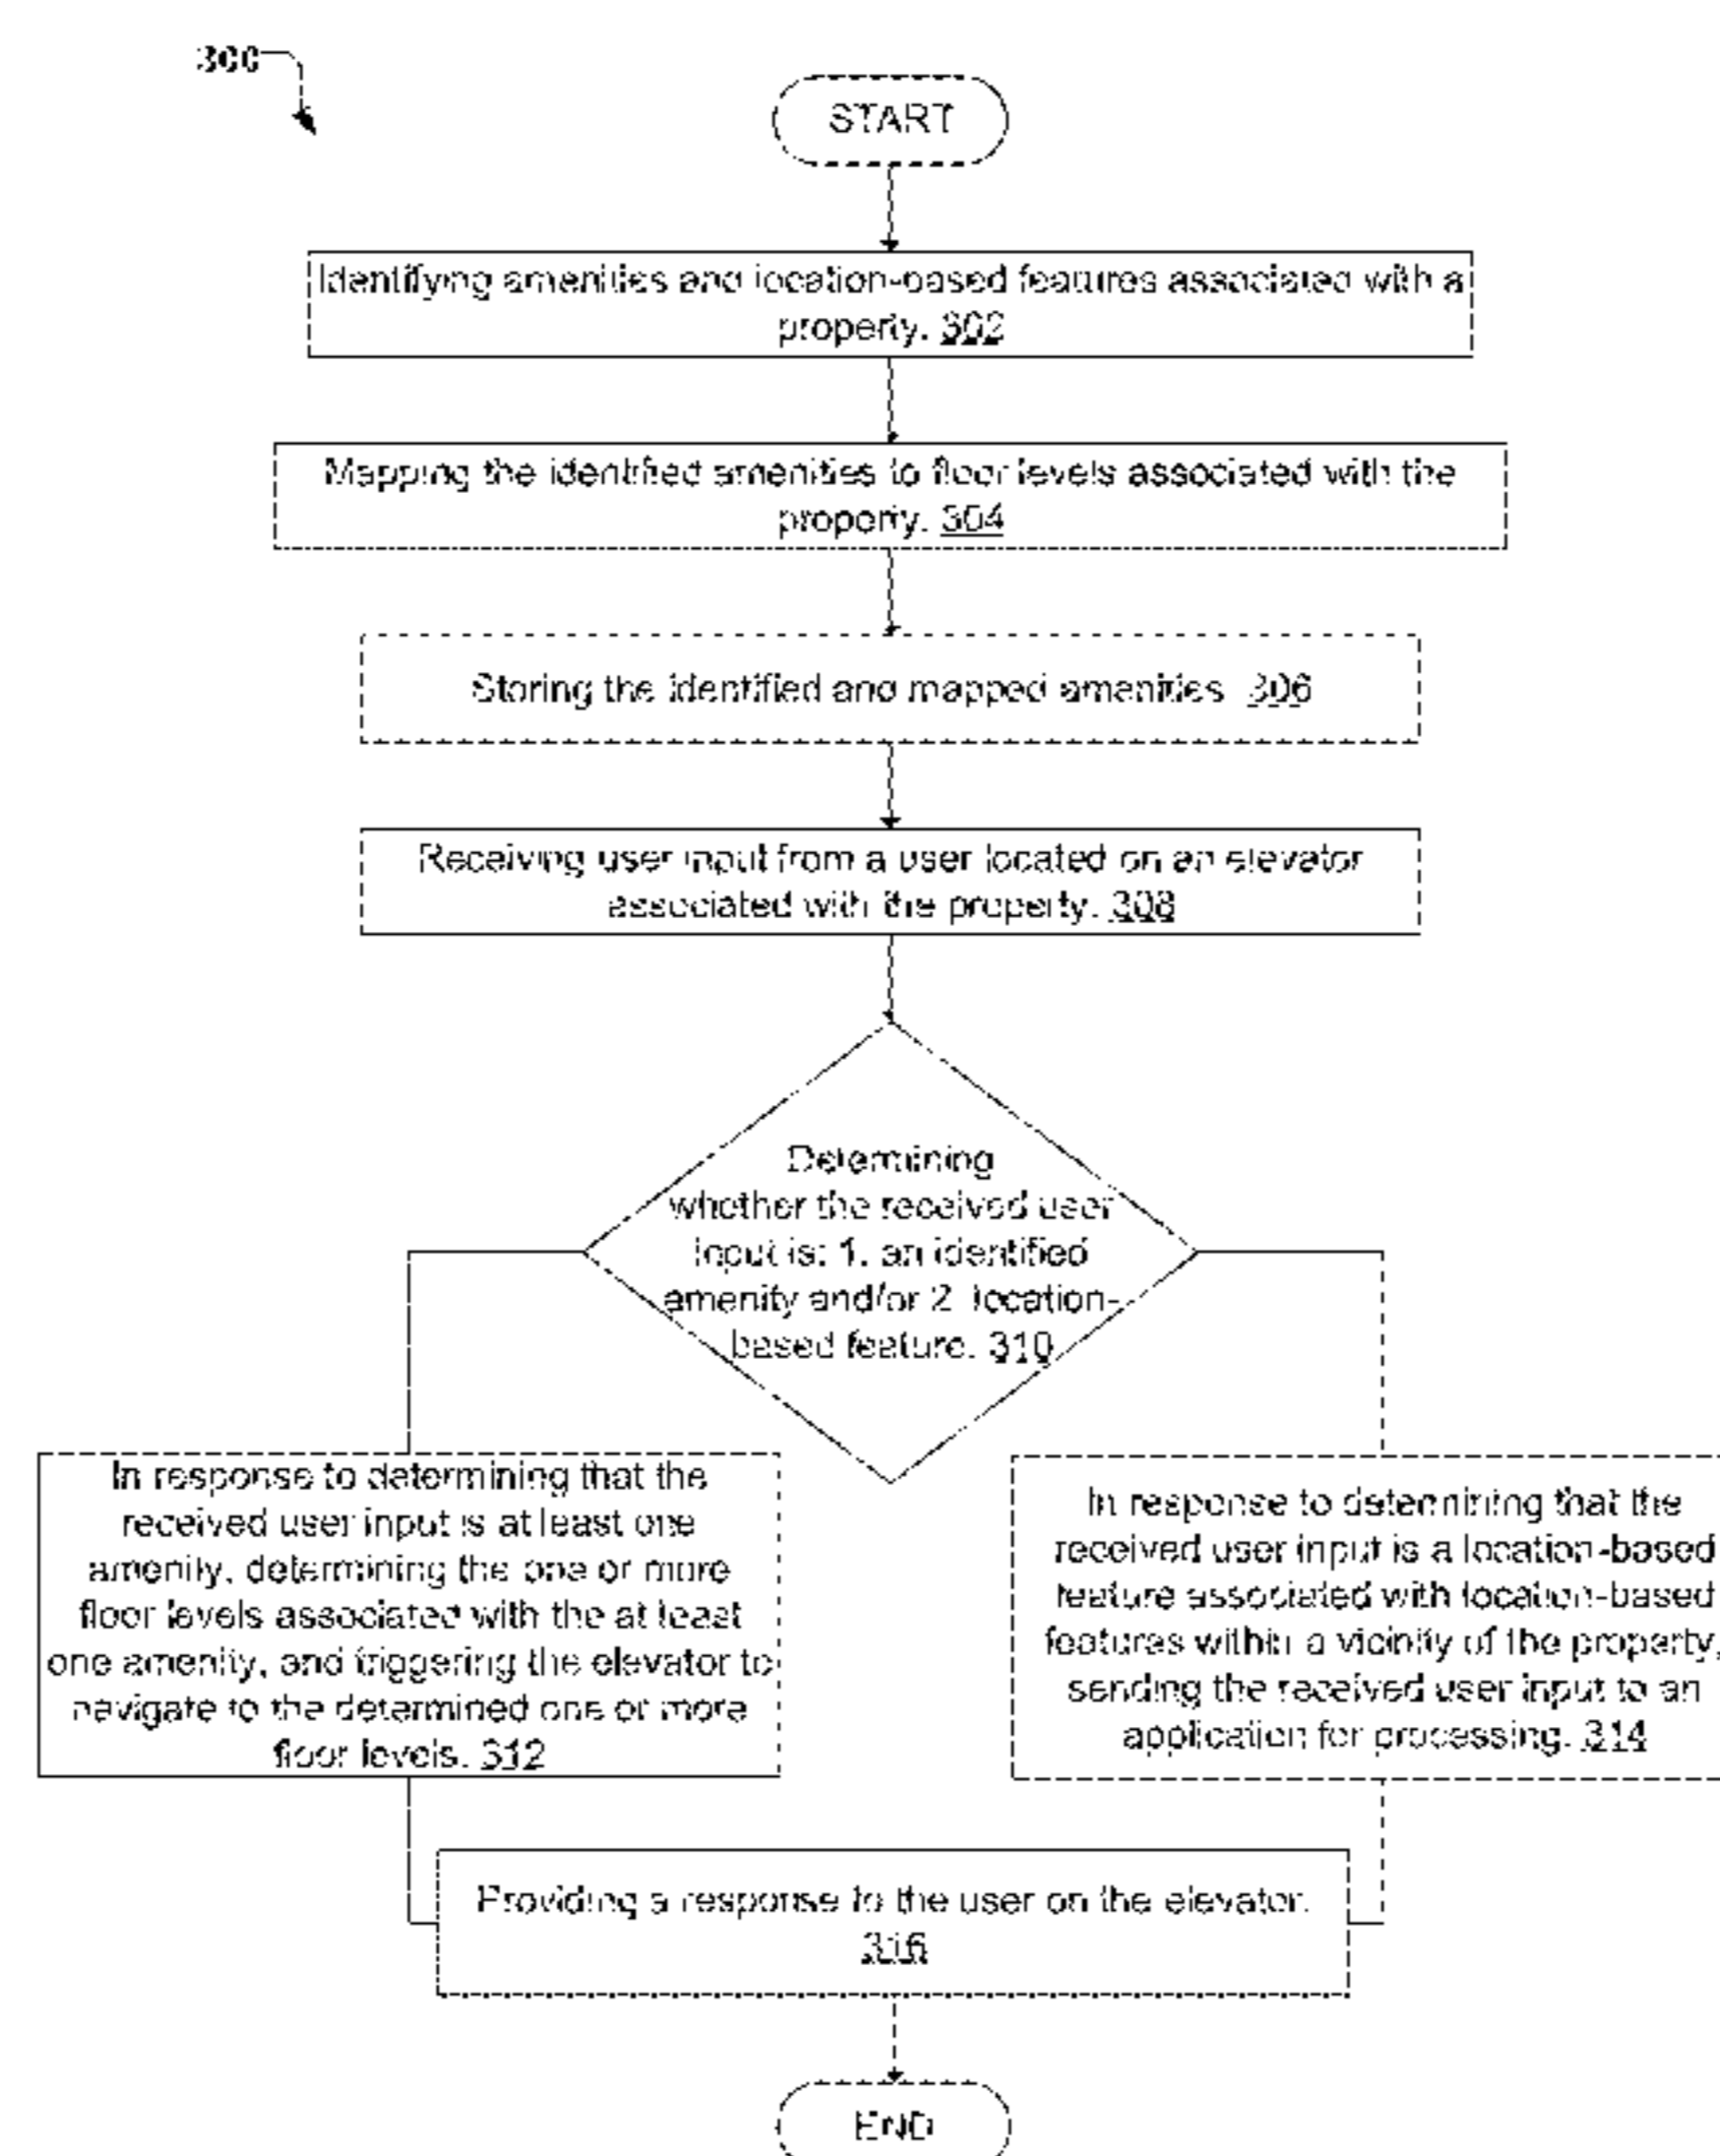 300
START
Identifying amenities and location-based features associated with a
property. 302
Mapping the identified amenities to floor levels associated with the
property. 304
Storing the identified and mapped amenities 306
Receiving user input from a user located on an elevator
associated with the property. 308
Determining
whether the received user
input is: 1. an identified
amenity and/or 2. location-
based feature. 310
In response to determining that the
received user input is at least one
amenity, determining the one or more
floor levels associated with the at least
one amenity, and triggering the elevator to
navigate to the determined one or more
floor levels. 312
In response to determining that the
received user input is a location-based
feature associated with location-based
features within a vicinity of the property,
sending the received user input to an
application for processing. 314
Providing a response to the user on the elevator.
316
END